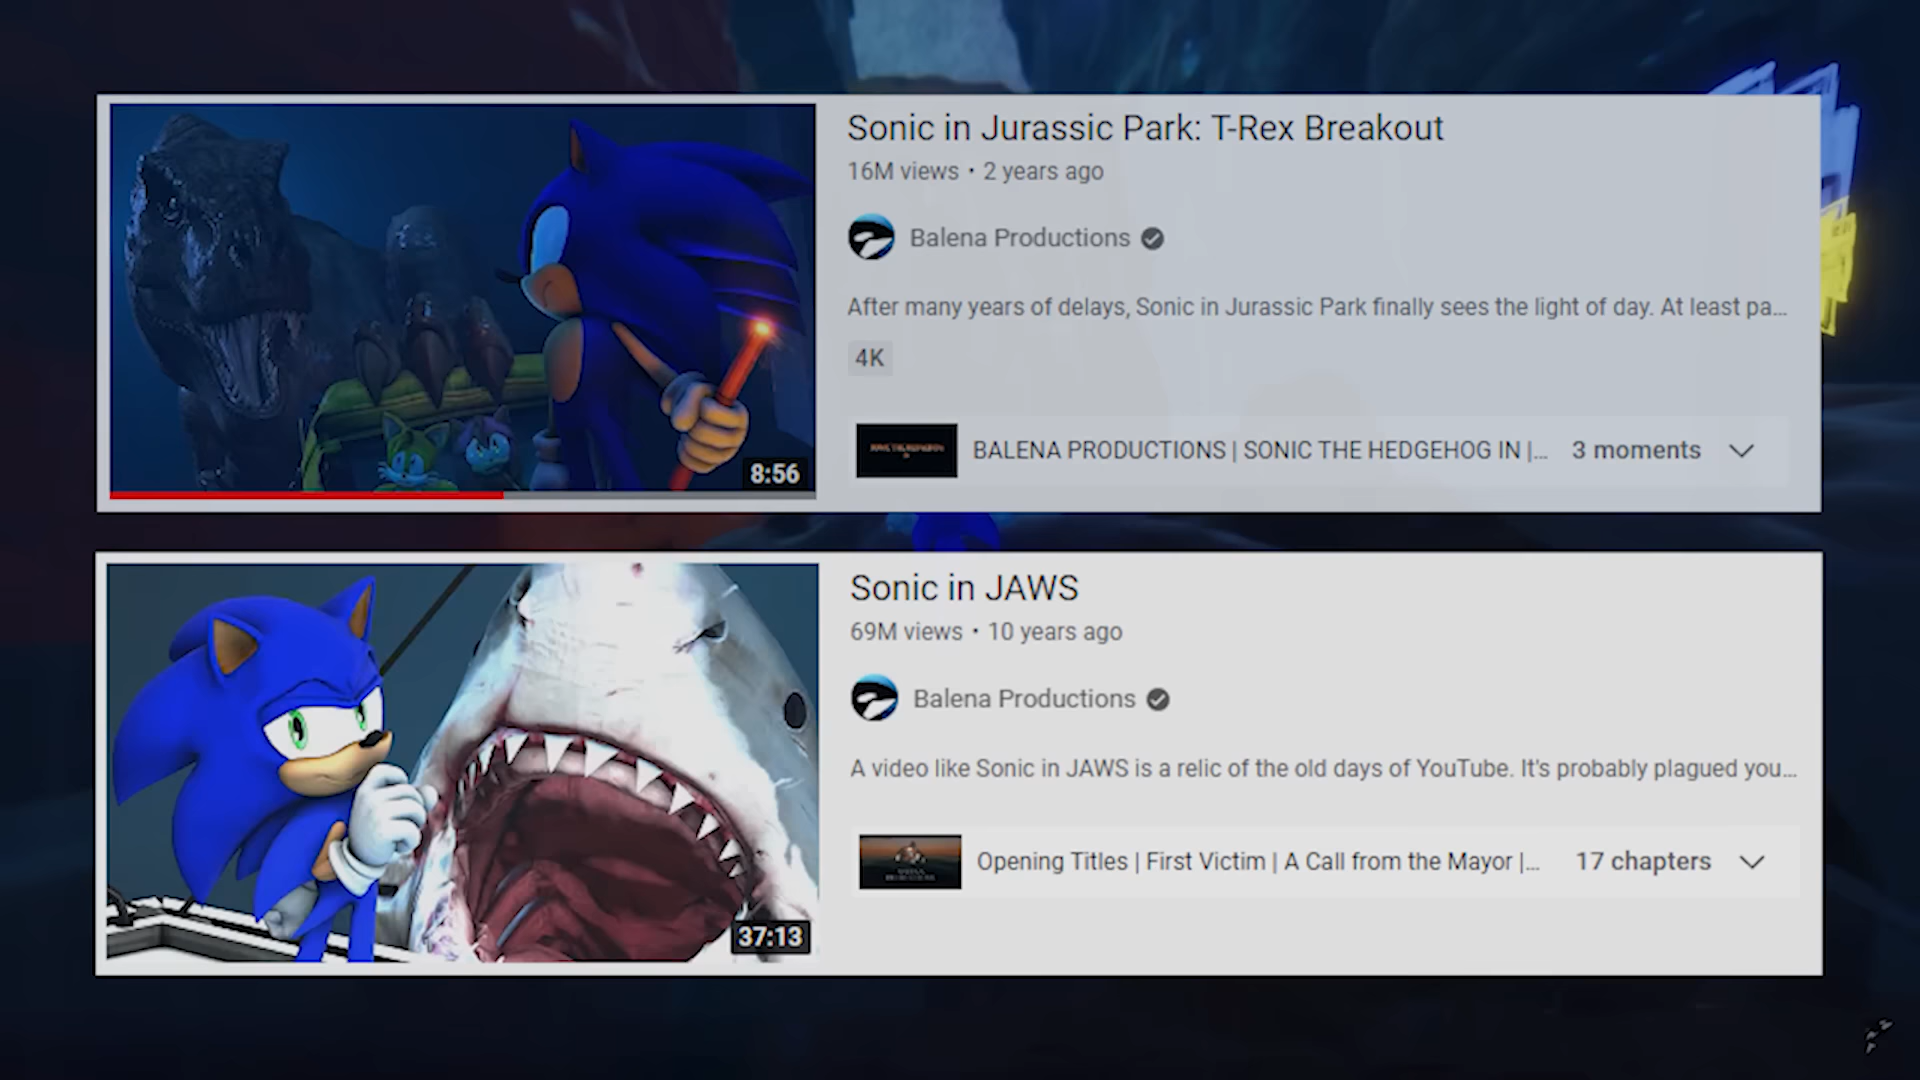 Sonic in Jurassic Park: T-Rex Breakout
16M views • 2 years ago
Balena Productions
After many years of delays, Sonic in Jurassic Park finally sees the light of day. At least pa...
4K
BALENA PRODUCTIONS | SONIC THE HEDGEHOG IN |... 3 moments
8:56
Sonic in JAWS
69M views • 10 years ago
Balena Productions
A video like Sonic in JAWS is a relic of the old days of YouTube. It's probably plagued you...
Opening Titles | First Victim | A Call from the Mayor |... 17 chapters
37:13